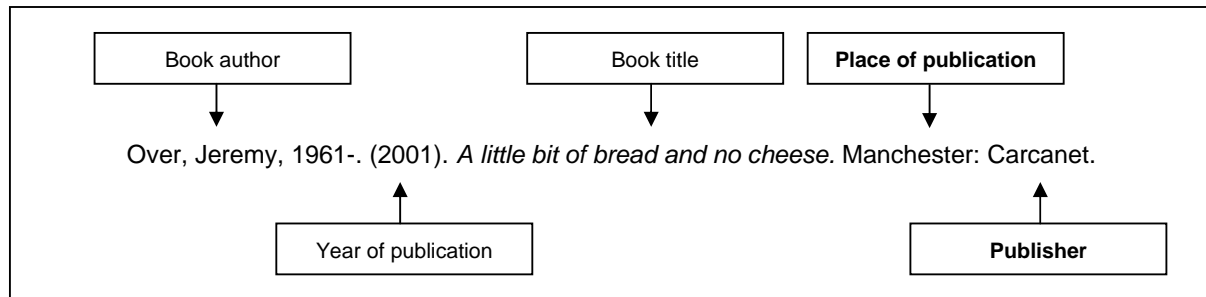 Book author
Book title
Place of publication
Over, Jeremy, 1961-. (2001). A little bit of bread and no cheese. Manchester: Carcanet.
Year of publication
Publisher